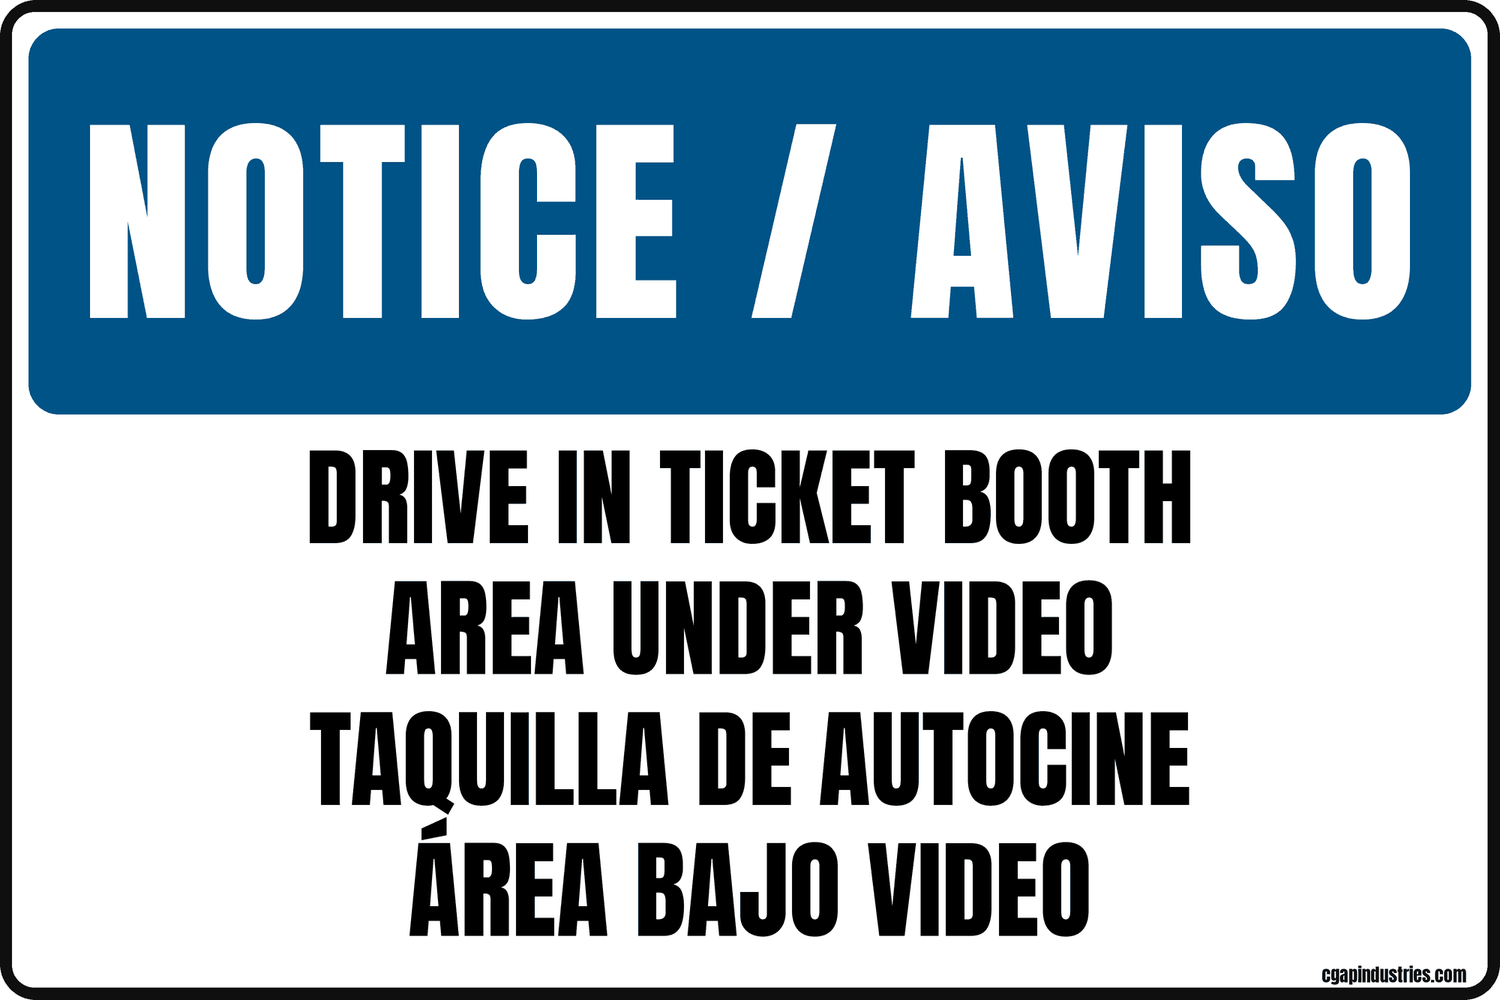 NOTICE / AVISO
DRIVE IN TICKET BOOTH
AREA UNDER VIDEO
TAQUILLA DE AUTOCINE
ÁREA BAJO VIDEO
cgapindustries.com